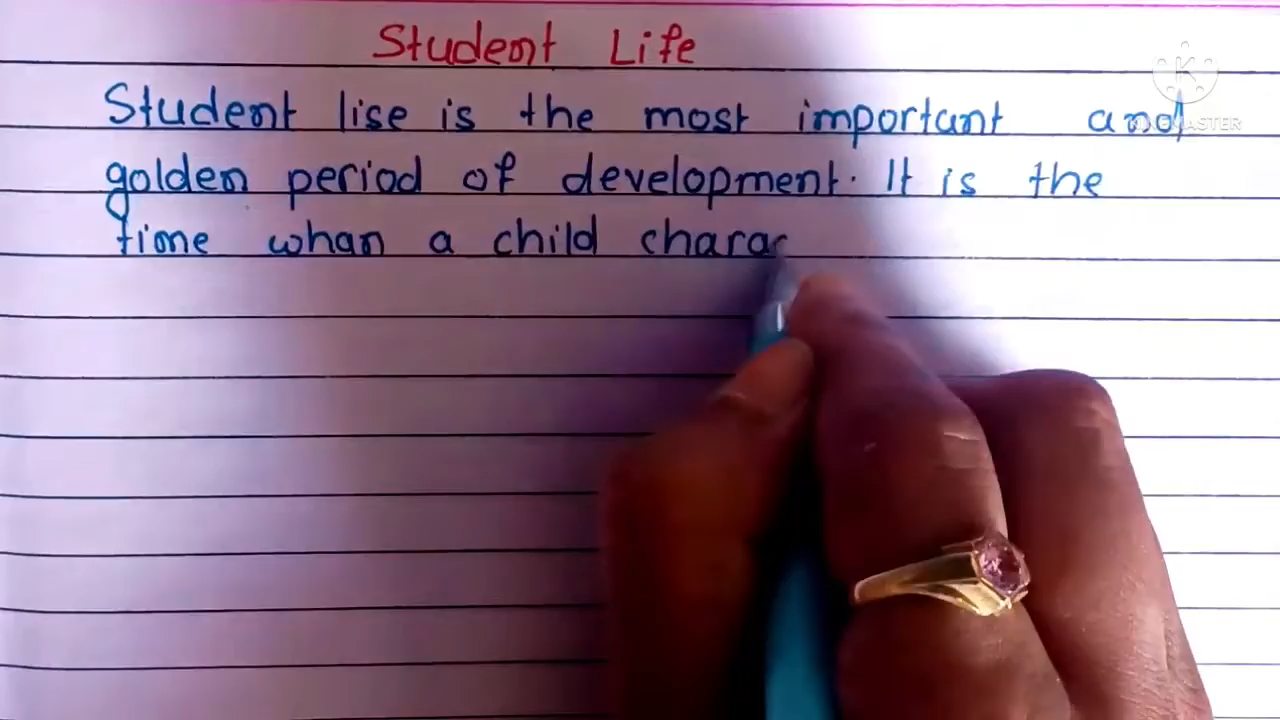 Student Life
Student lise is the most important and
golden period of development. It is the
time whan a child charac
KINEMASTER